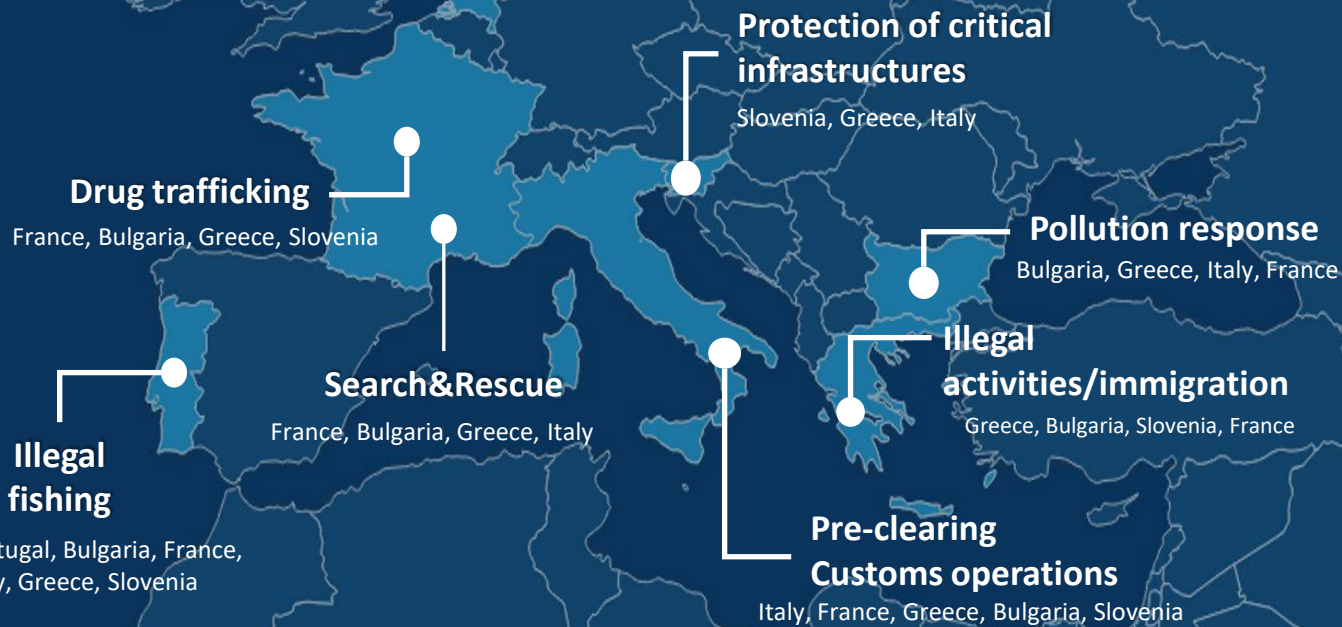 Protection of critical
infrastructures
Slovenia, Greece, Italy
Drug trafficking
France, Bulgaria, Greece, Slovenia
Pollution response
Bulgaria, Greece, Italy, France
Illegal
activities/immigration
Greece, Bulgaria, Slovenia, France
Search&Rescue
France, Bulgaria, Greece, Italy
Illegal
fishing
Bulgaria, France,
Greece, Slovenia
Pre-clearing
Customs operations
Italy, France, Greece, Bulgaria, Slovenia